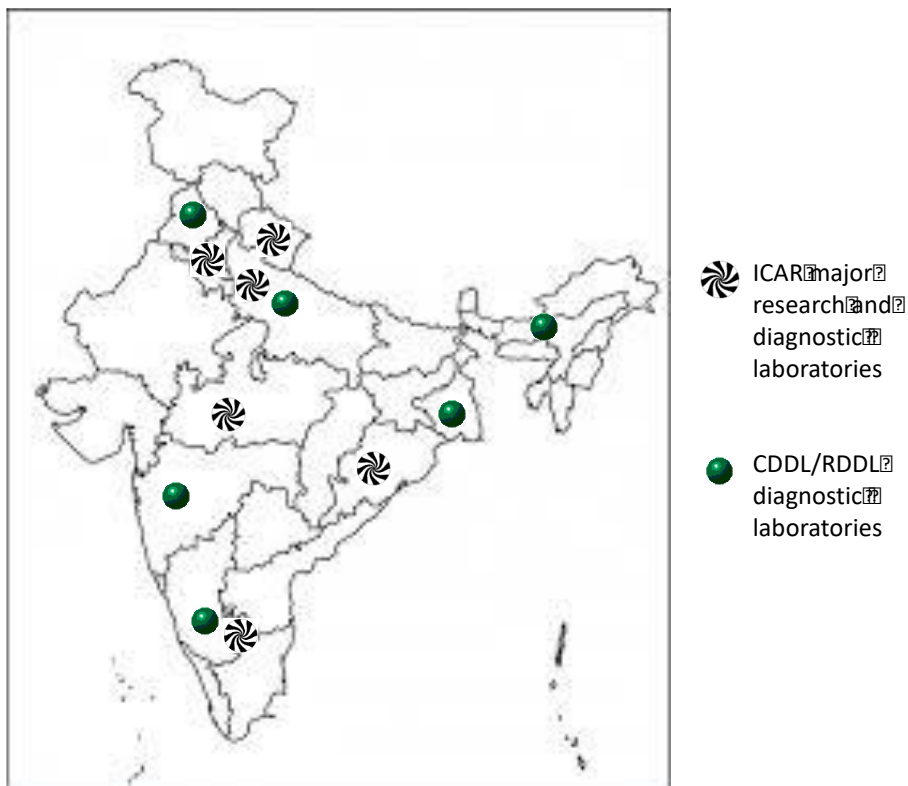 ICAR major
research and
diagnostic
laboratories
CDDL/RDDL
diagnostic
laboratories